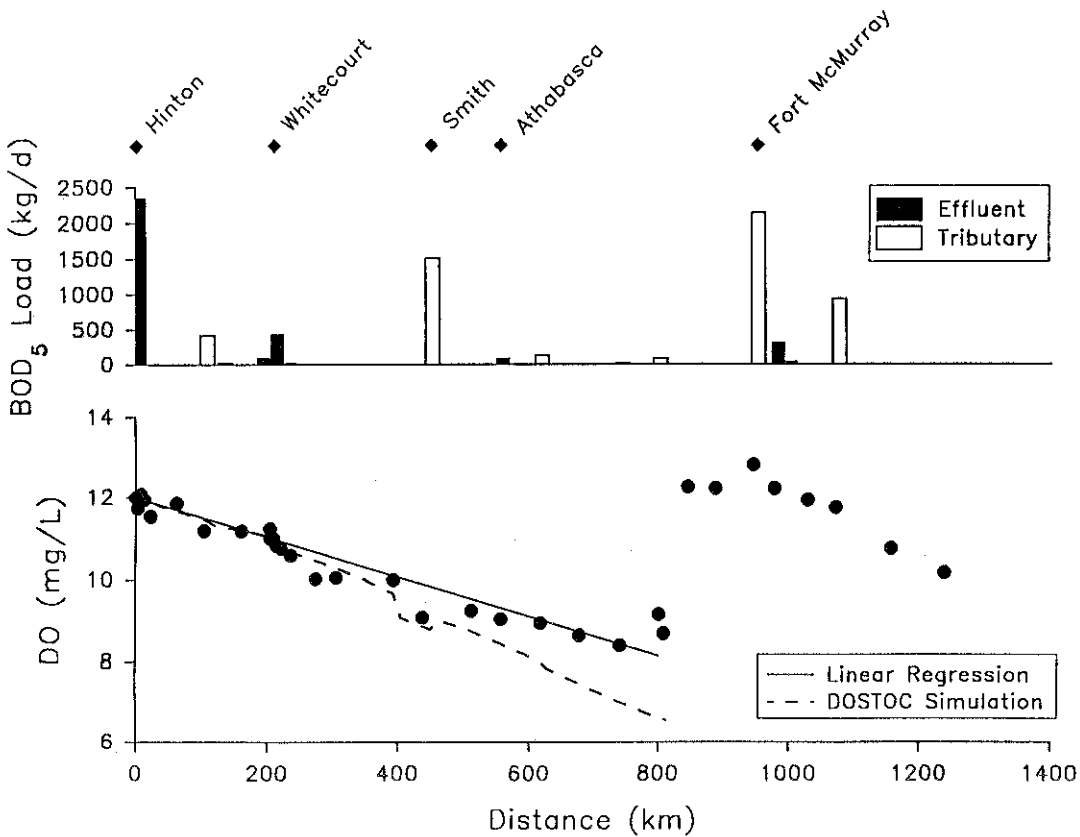 Hinton
Whitecourt
Smith
Athabasca
Fort McMurray
BOD5 Load (kg/d)
2500
2000
1500
1000
500
0
Effluent
Tributary
DO (mg/L)
14
12
10
8
6
Linear Regression
DOSTOC Simulation
0 200 400 600 800 1000 1200 1400
Distance (km)